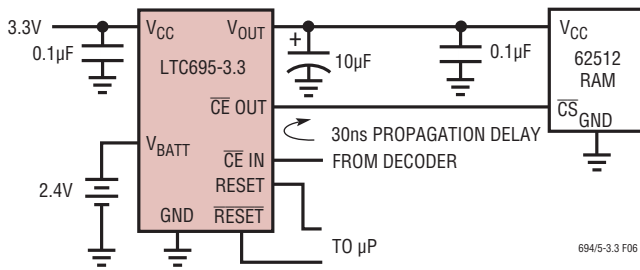 3.3V
0.1µF
VCC
VOUT
LTC695-3.3
+
10µF
0.1µF
VCC
62512
RAM
CE OUT
CS
GND
30ns PROPAGATION DELAY
VBATT
CE IN
FROM DECODER
2.4V
RESET
GND
RESET
TO µP
694/5-3.3 F06